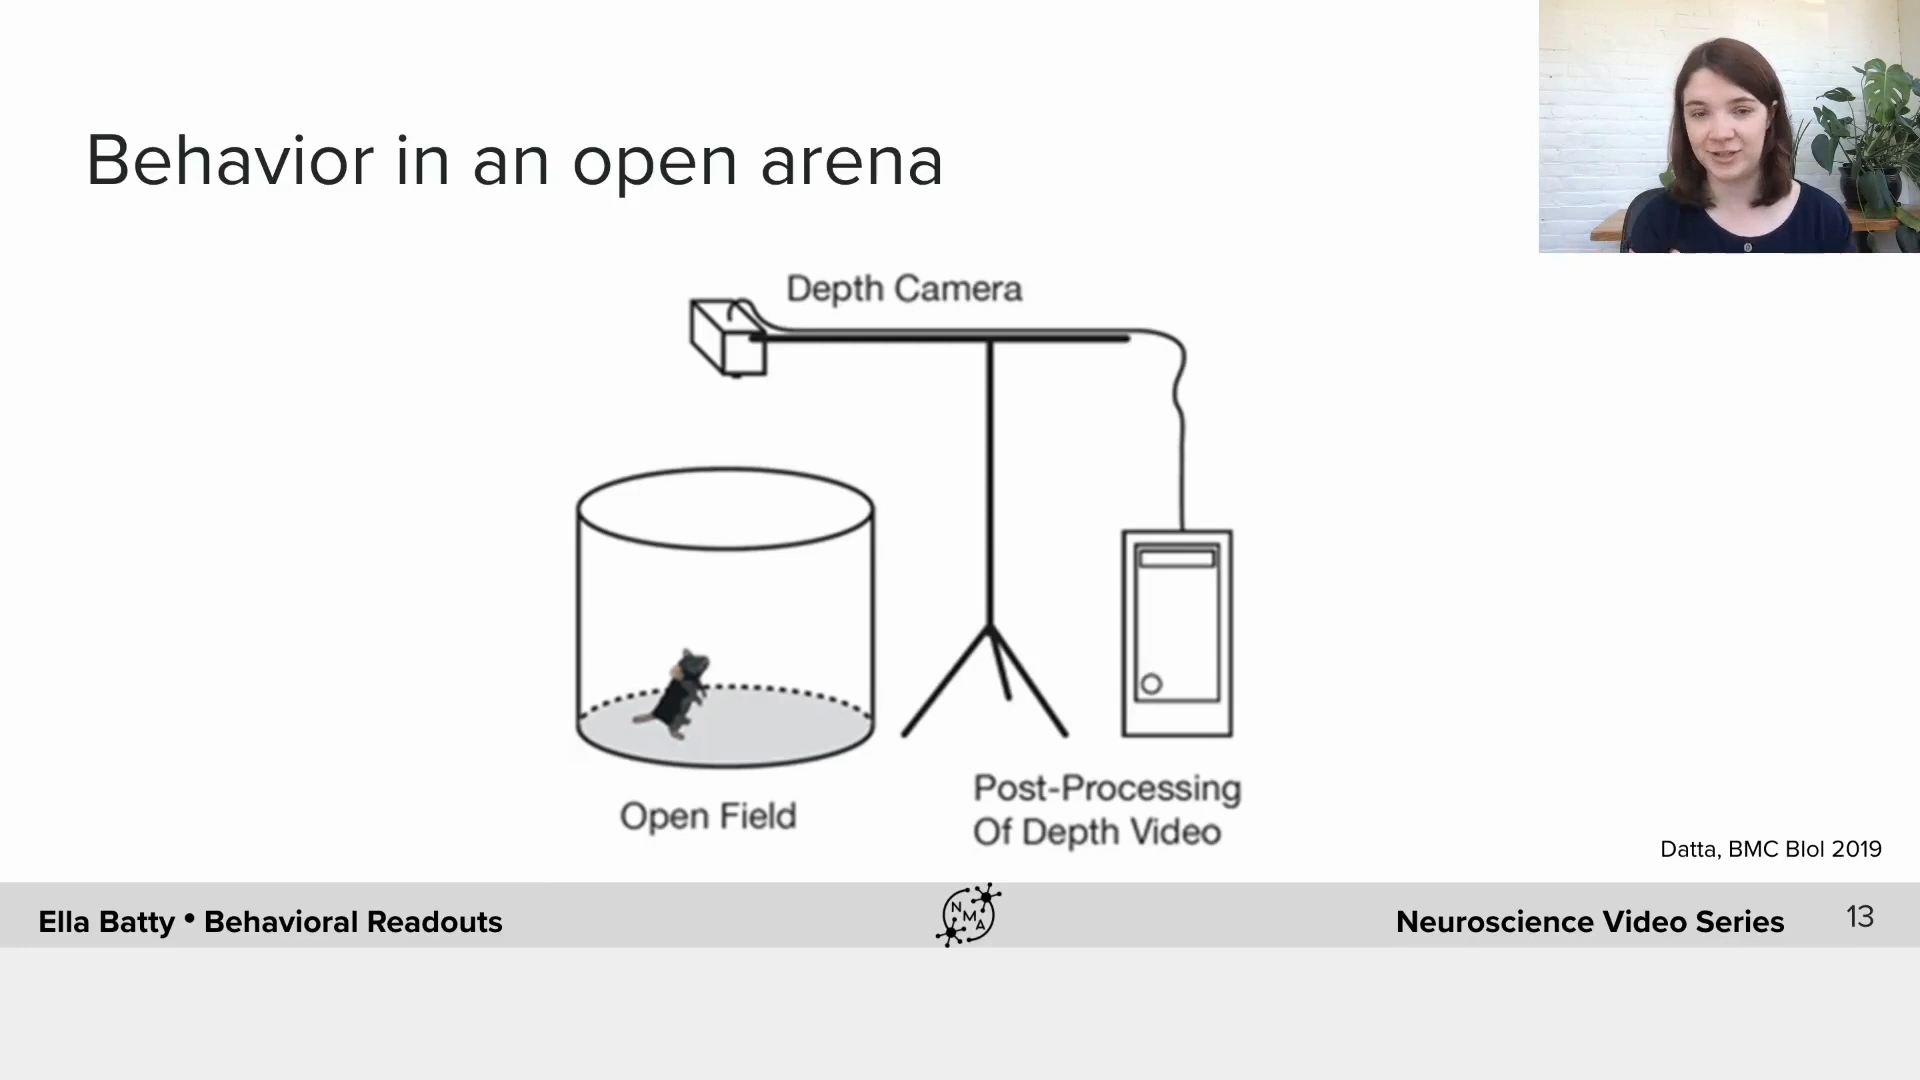 Behavior in an open arena
Depth Camera
Open Field
Post-Processing
Of Depth Video
Datta, BMC BIol 2019
Ella Batty • Behavioral Readouts
N
M
A
Neuroscience Video Series
13